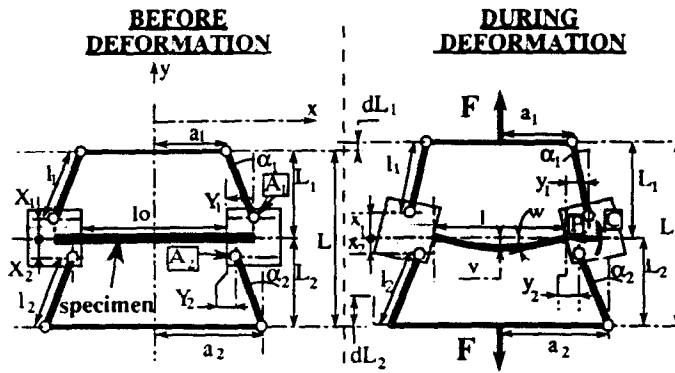 BEFORE
DEFORMATION
DURING
DEFORMATION
y
x
a₁
l₁
α₁
X₁
Y₁
A₁
L₁
lo
L
X₂
A₂
L₂
l₂
specimen
Y₂
α₂
a₂
dL₁
F
a₁
α₁
l₁
y₁
L₁
x₁
l
w
B
C
L
x₂
v
L₂
l₂
y₂
α₂
dL₂
F
a₂